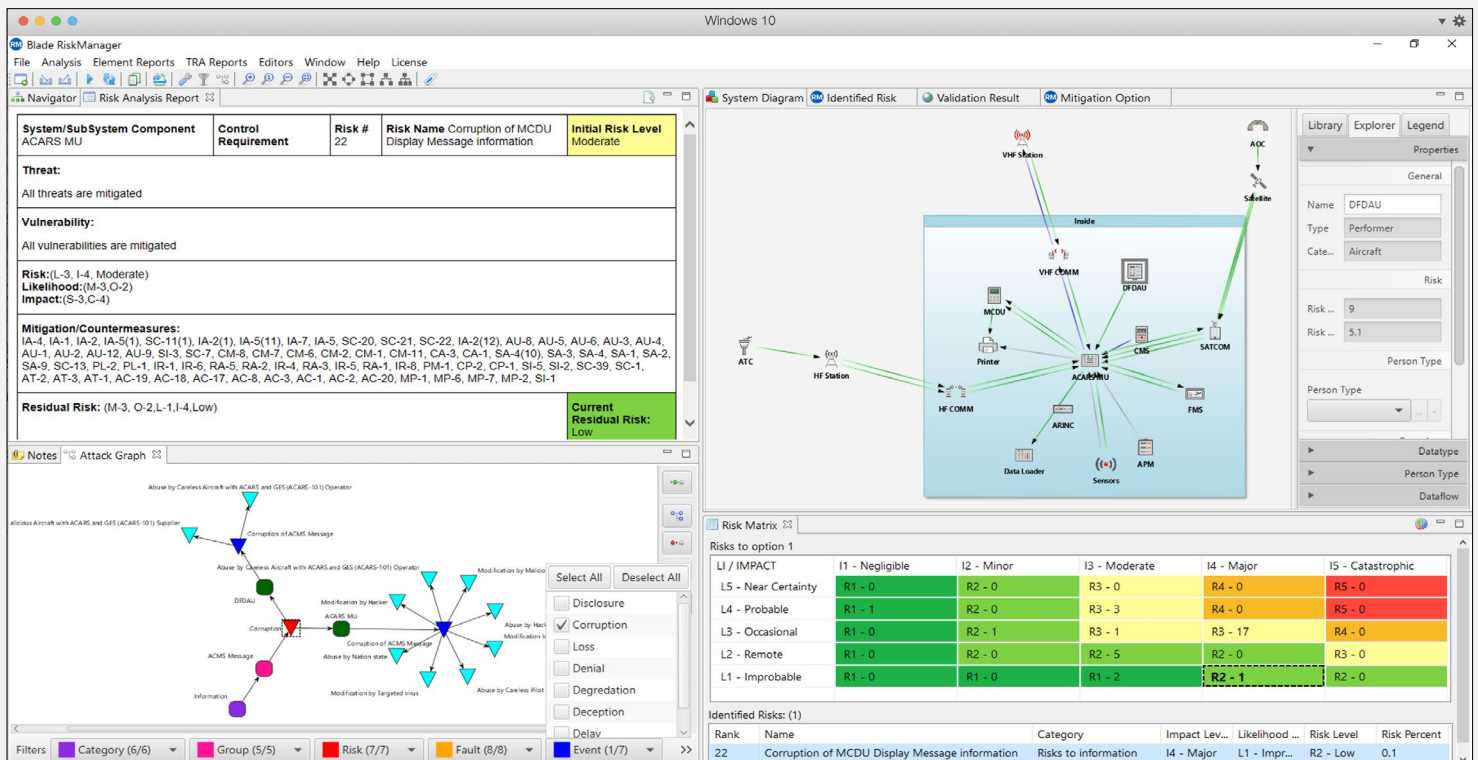 Windows 10
RM Blade RiskManager
File Analysis Element Reports TRA Reports Editors Window Help License
Navigator Risk Analysis Report
System/SubSystem Component
ACARS MU
Control
Requirement
Risk #
22
Risk Name Corruption of MCDU
Display Message information
Initial Risk Level
Moderate
Threat:
All threats are mitigated
Vulnerability:
All vulnerabilities are mitigated
Risk:(L-3, I-4, Moderate)
Likelihood:(M-3,O-2)
Impact:(S-3,C-4)
Mitigation/Countermeasures:
IA-4, IA-1, IA-2, IA-5(1), SC-11(1), IA-2(1), IA-5(11), IA-7, IA-5, SC-20, SC-21, SC-22, IA-2(12), AU-8, AU-5, AU-6, AU-3, AU-4,
AU-1, AU-2, AU-12, AU-9, SI-3, SC-7, CM-8, CM-7, CM-6, CM-2, CM-1, CM-11, CA-3, CA-1, SA-4(10), SA-3, SA-4, SA-1, SA-2,
SA-9, SC-13, PL-2, PL-1, IR-1, IR-6, RA-5, RA-2, IR-4, RA-3, IR-5, RA-1, IR-8, PM-1, CP-2, CP-1, SI-5, SI-2, SC-39, SC-1,
AT-2, AT-3, AT-1, AC-19, AC-18, AC-17, AC-8, AC-3, AC-1, AC-2, AC-20, MP-1, MP-6, MP-7, MP-2, SI-1
Residual Risk: (M-3, O-2,L-1,I-4,Low)
Current
Residual Risk:
Low
Notes Attack Graph
Abuse by Careless Aircraft with ACARS and GES (ACARS-101) Operator
alicious Aircraft with ACARS and GES (ACARS-101) Supplier
Corruption of ACMS Message
Abuse by Careless Aircraft with ACARS and GES (ACARS-101) Operator
Modification by Malicio
DFDAU
Modification by Hacker
ACARS MU
Corruption
Abuse by Hack
Modification b
Corruption of ACMS Message
ACMS Message
Abuse by Nation state
Information
Modification by Targeted virus
Abuse by Careless Pilot
Select All Deselect All
Disclosure
Corruption
Loss
Denial
Degredation
Deception
Delay
Filters Category (6/6) Group (5/5) Risk (7/7) Fault (8/8) Event (1/7) >>
System Diagram RM Identified Risk Validation Result RM Mitigation Option
VHF Station
AOC
Satellite
Inside
VHF COMM
DFDAU
MCDU
CMS
SATCOM
Printer
ACARS MU
ATC
HF Station
HF COMM
FMS
ARINC
Data Loader
Sensors
APM
Library Explorer Legend
Properties
General
Name DFDAU
Type Performer
Cate... Aircraft
Risk
Risk ... 9
Risk ... 5.1
Person Type
Person Type
Datatype
Person Type
Dataflow
Risk Matrix
Risks to option 1
LI / IMPACT I1 - Negligible I2 - Minor I3 - Moderate I4 - Major I5 - Catastrophic
L5 - Near Certainty R1 - 0 R2 - 0 R3 - 0 R4 - 0 R5 - 0
L4 - Probable R1 - 1 R2 - 0 R3 - 3 R4 - 0 R5 - 0
L3 - Occasional R1 - 0 R2 - 1 R3 - 1 R3 - 17 R4 - 0
L2 - Remote R1 - 0 R2 - 0 R2 - 5 R2 - 0 R3 - 0
L1 - Improbable R1 - 0 R1 - 0 R1 - 2 R2 - 1 R2 - 0
Identified Risks: (1)
Rank Name Category Impact Lev... Likelihood ... Risk Level Risk Percent
22 Corruption of MCDU Display Message information Risks to information I4 - Major L1 - Impr... R2 - Low 0.1